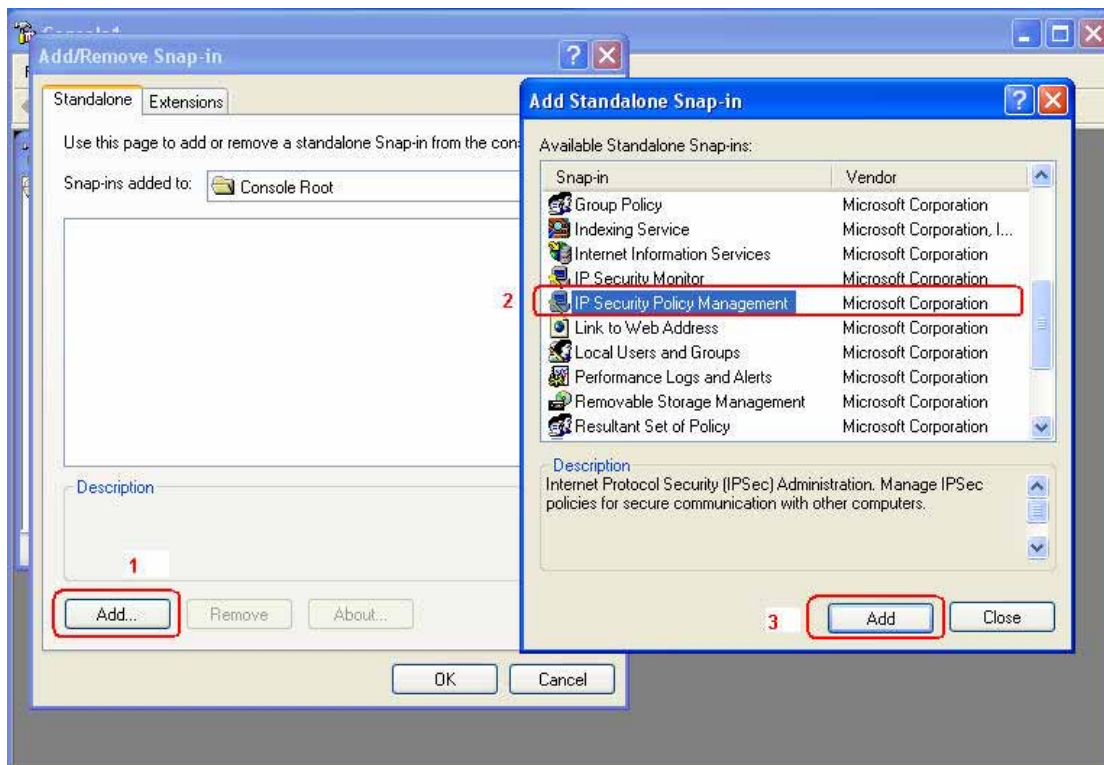 Add/Remove Snap-in
Standalone Extensions
Use this page to add or remove a standalone Snap-in from the con
Snap-ins added to: Console Root
Description
1
Add... Remove About...
OK Cancel
Add Standalone Snap-in
Available Standalone Snap-ins:
Snap-in Vendor
Group Policy Microsoft Corporation
Indexing Service Microsoft Corporation, I...
Internet Information Services Microsoft Corporation
IP Security Monitor Microsoft Corporation
2 IP Security Policy Management Microsoft Corporation
Link to Web Address Microsoft Corporation
Local Users and Groups Microsoft Corporation
Performance Logs and Alerts Microsoft Corporation
Removable Storage Management Microsoft Corporation
Resultant Set of Policy Microsoft Corporation
Description
Internet Protocol Security (IPSec) Administration. Manage IPSec
policies for secure communication with other computers.
3 Add Close